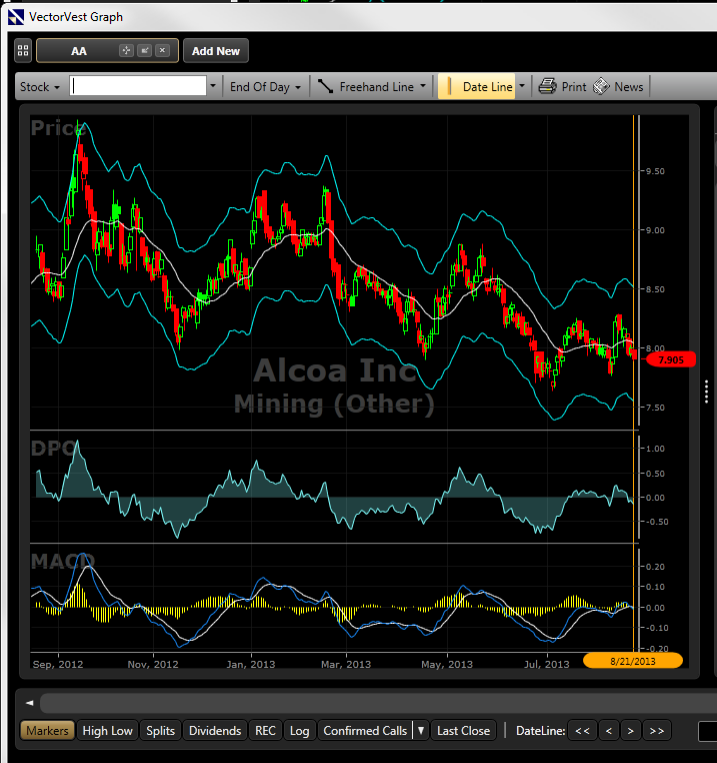 VectorVest Graph
AA
Add New
Stock
End Of Day
Freehand Line
Date Line
Print
News
Price
9.50
9.00
8.50
8.00
7.905
7.50
Alcoa Inc
Mining (Other)
DPO
1.00
0.50
0.00
-0.50
MACD
0.20
0.10
0.00
-0.10
-0.20
Sep, 2012 Nov, 2012 Jan, 2013 Mar, 2013 May, 2013 Jul, 2013 8/21/2013
Markers High Low Splits Dividends REC Log Confirmed Calls Last Close DateLine: << < > >>